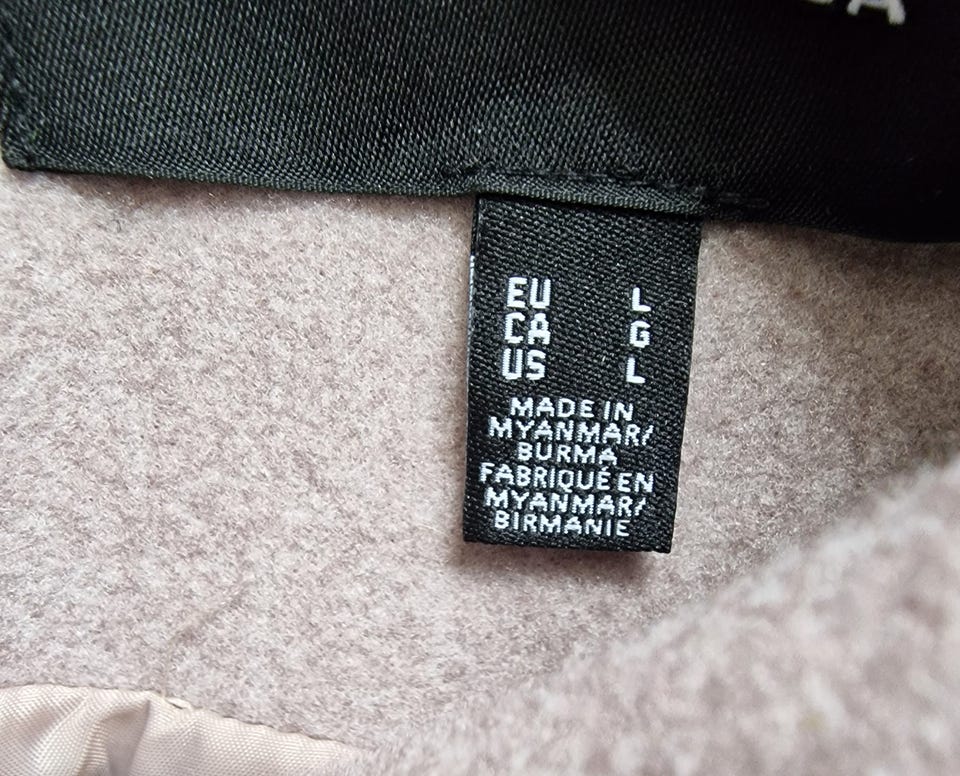 EU L
CA G
US L
MADE IN
MYANMAR/
BURMA
FABRIQUÉ EN
MYANMAR/
BIRMANIE